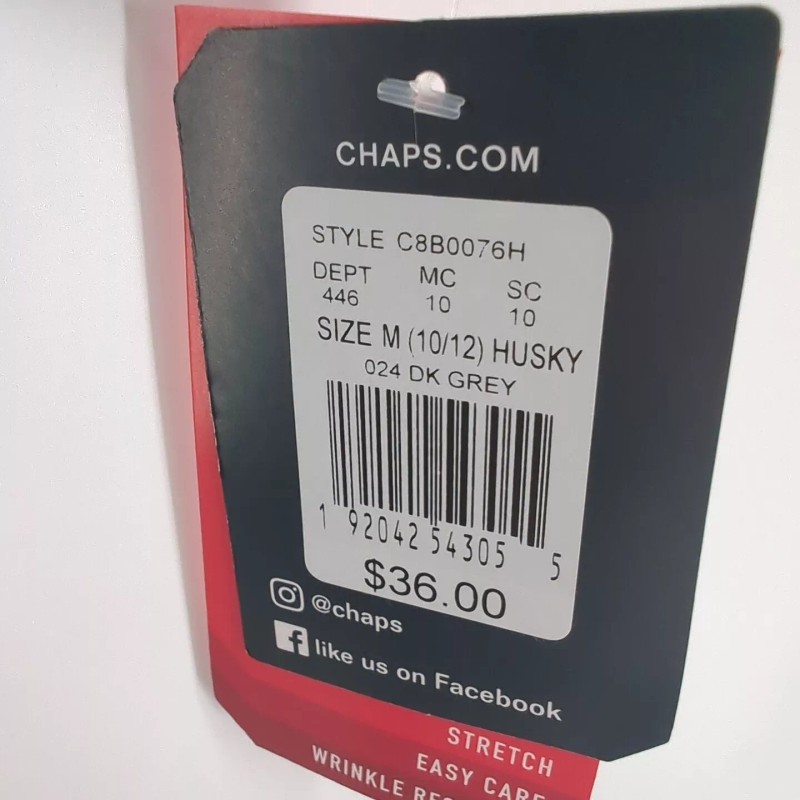 CHAPS.COM
STYLE C8B0076H
DEPT MC SC
446 10 10
SIZE M (10/12) HUSKY
024 DK GREY
1 92042 54305 5
$36.00
@chaps
f like us on Facebook
STRETCH
EASY CARE
WRINKLE